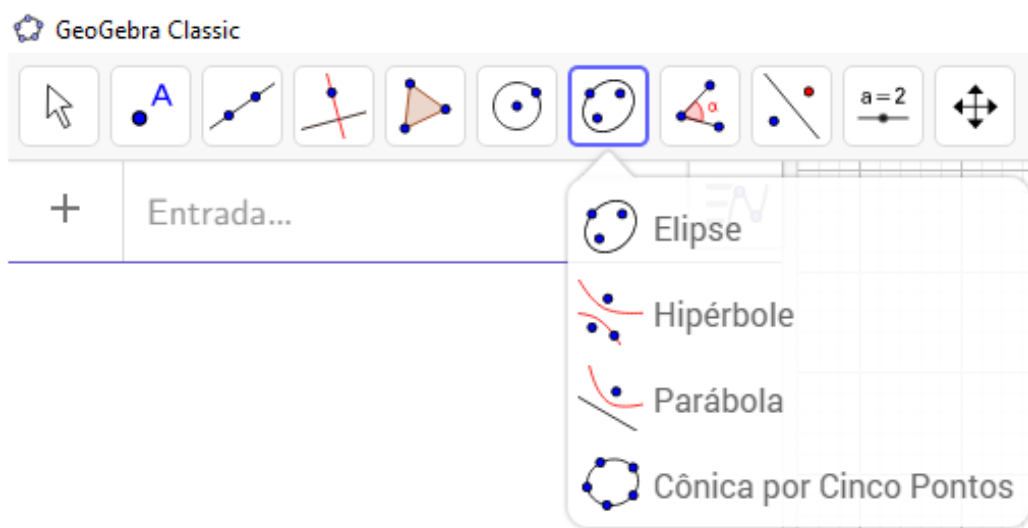 GeoGebra Classic
A
α
a=2
+
Entrada...
Elipse
Hipérbole
Parábola
Cônica por Cinco Pontos